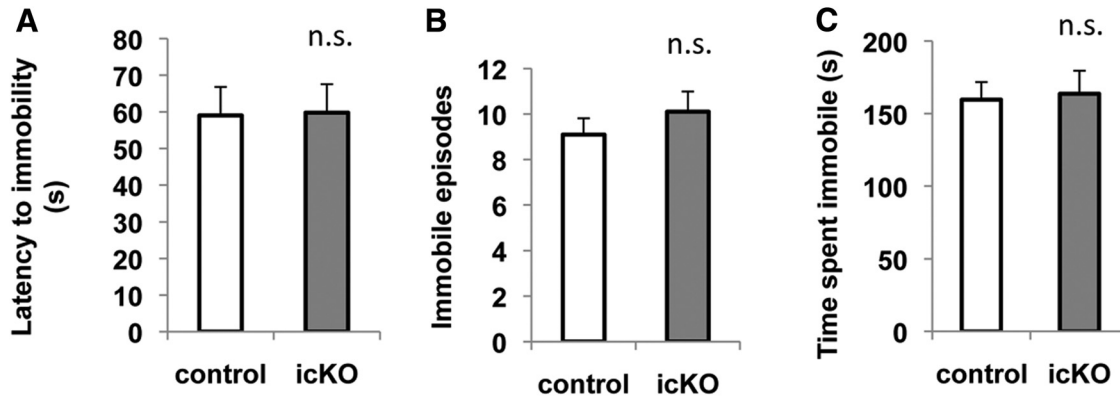 A
Latency to immobility
(s)
80
70
60
50
40
30
20
10
0
n.s.
control icKO
B
Immobile episodes
12
10
8
6
4
2
0
n.s.
control icKO
C
Time spent immobile (s)
200
150
100
50
0
n.s.
control icKO